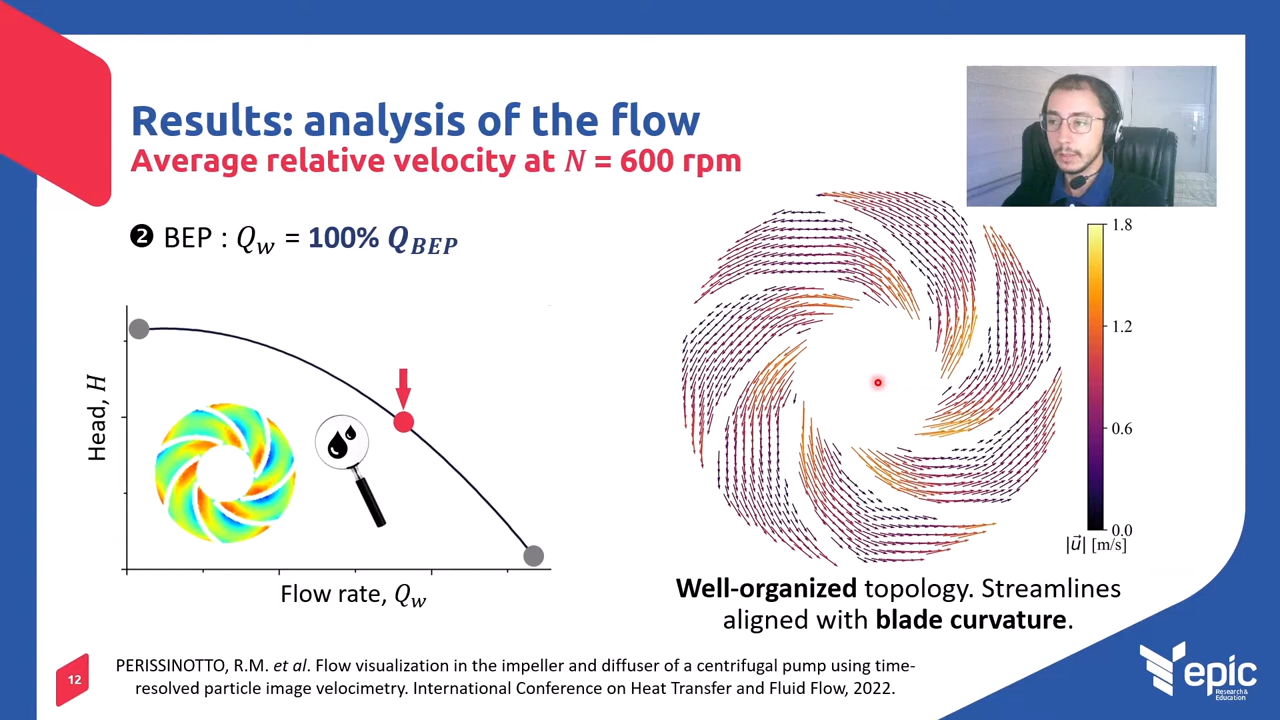 Results: analysis of the flow
Average relative velocity at N = 600 rpm
❷ BEP : Q_w = 100% Q_BEP
Head, H
Flow rate, Q_w
1.8
1.2
0.6
0.0
|u⃗| [m/s]
Well-organized topology. Streamlines
aligned with blade curvature.
PERISSINOTTO, R.M. et al. Flow visualization in the impeller and diffuser of a centrifugal pump using time-
resolved particle image velocimetry. International Conference on Heat Transfer and Fluid Flow, 2022.
12
epic
Research &
Education